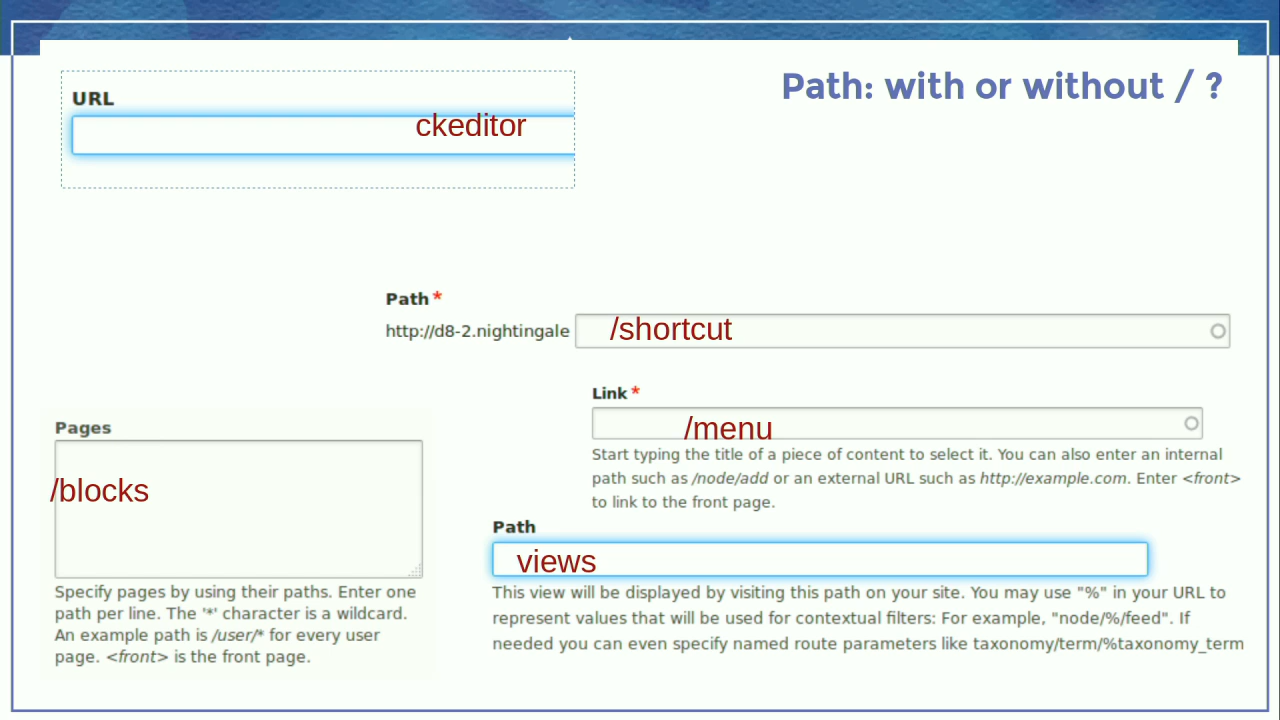 Path: with or without / ?
URL
ckeditor
Path *
http://d8-2.nightingale
/shortcut
Link *
/menu
Start typing the title of a piece of content to select it. You can also enter an internal
path such as /node/add or an external URL such as http://example.com. Enter <front>
to link to the front page.
Pages
/blocks
Specify pages by using their paths. Enter one
path per line. The '*' character is a wildcard.
An example path is /user/* for every user
page. <front> is the front page.
Path
views
This view will be displayed by visiting this path on your site. You may use "%" in your URL to
represent values that will be used for contextual filters: For example, "node/%/feed". If
needed you can even specify named route parameters like taxonomy/term/%taxonomy_term